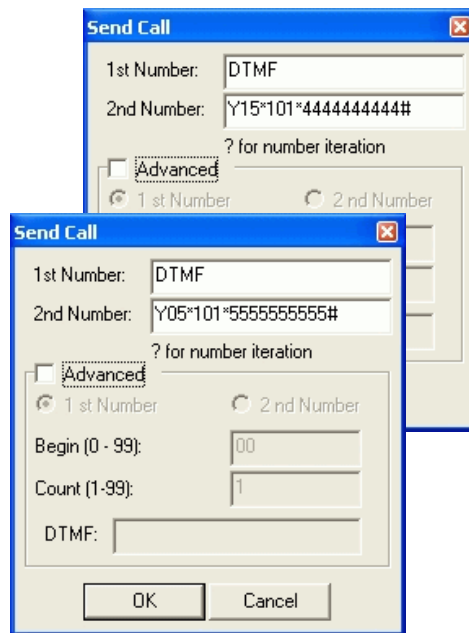 Send Call
1st Number: DTMF
2nd Number: Y15*101*4444444444#
? for number iteration
Advanced
1 st Number 2 nd Number
Send Call
1st Number: DTMF
2nd Number: Y05*101*5555555555#
? for number iteration
Advanced
1 st Number 2 nd Number
Begin (0 - 99): 00
Count (1-99): 1
DTMF:
OK Cancel